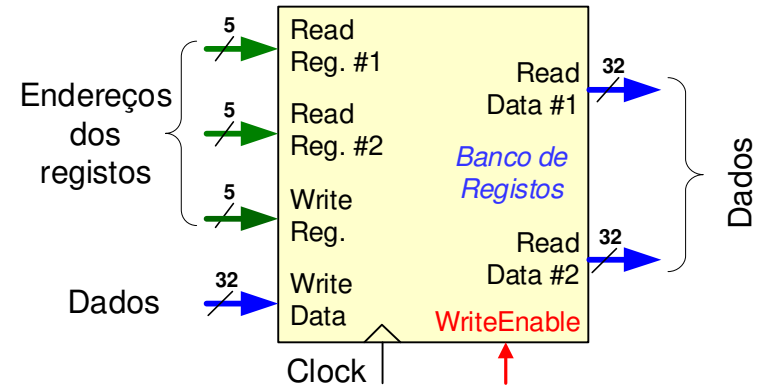 Endereços
dos
registos
Dados
5
5
5
32
Read
Reg. #1
Read
Reg. #2
Write
Reg.
Write
Data
Read
Data #1
Banco de
Registos
Read
Data #2
WriteEnable
32
32
Dados
Clock